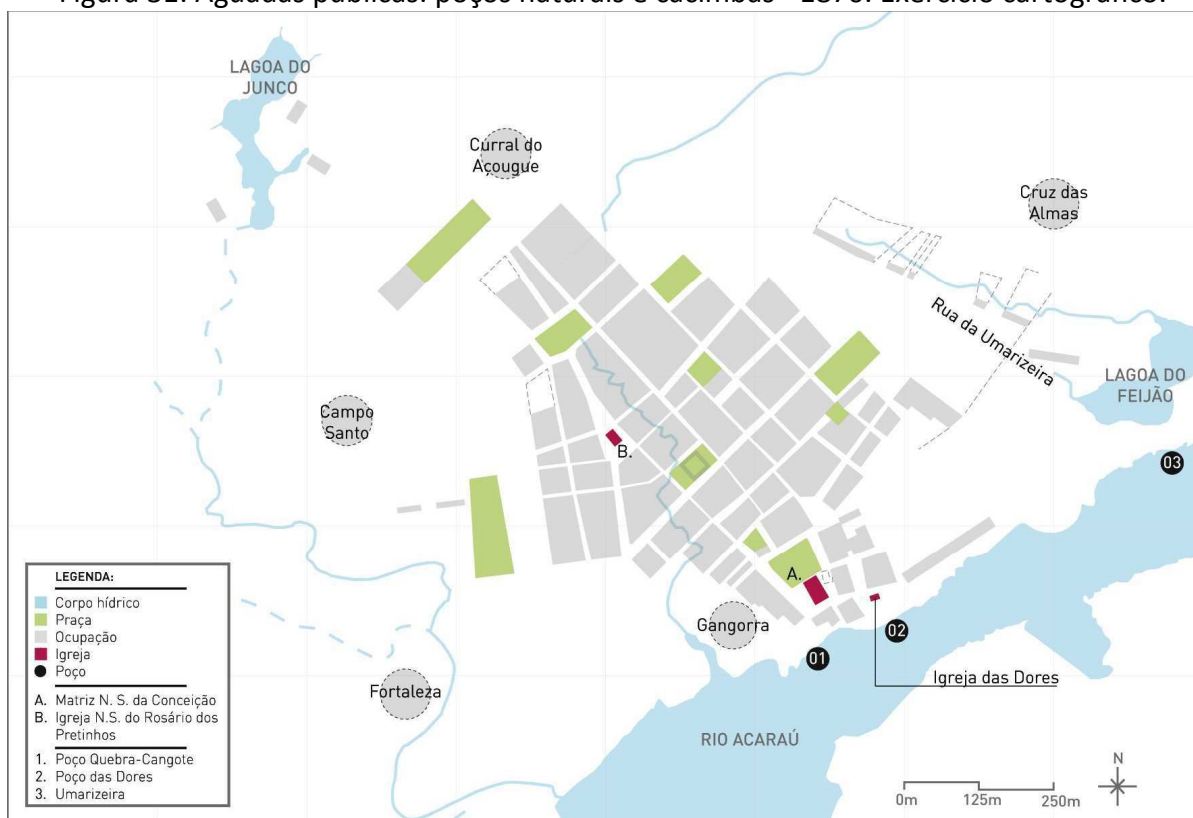 Figura 32: Aguadas públicas: poços naturais e cacimbas - 1870. Exercício cartográfico.
LAGOA DO
JUNCO
Curral do
Açougue
Cruz das
Almas
Rua da Umarizeira
LAGOA DO
FEIJÃO
Campo
Santo
B.
03
A.
Gangorra
02
01
Igreja das Dores
Fortaleza
RIO ACARAÚ
LEGENDA:
Corpo hídrico
Praça
Ocupação
Igreja
Poço
A. Matriz N. S. da Conceição
B. Igreja N.S. do Rosário dos
Pretinhos
1. Poço Quebra-Cangote
2. Poço das Dores
3. Umarizeira
N
0m 125m 250m